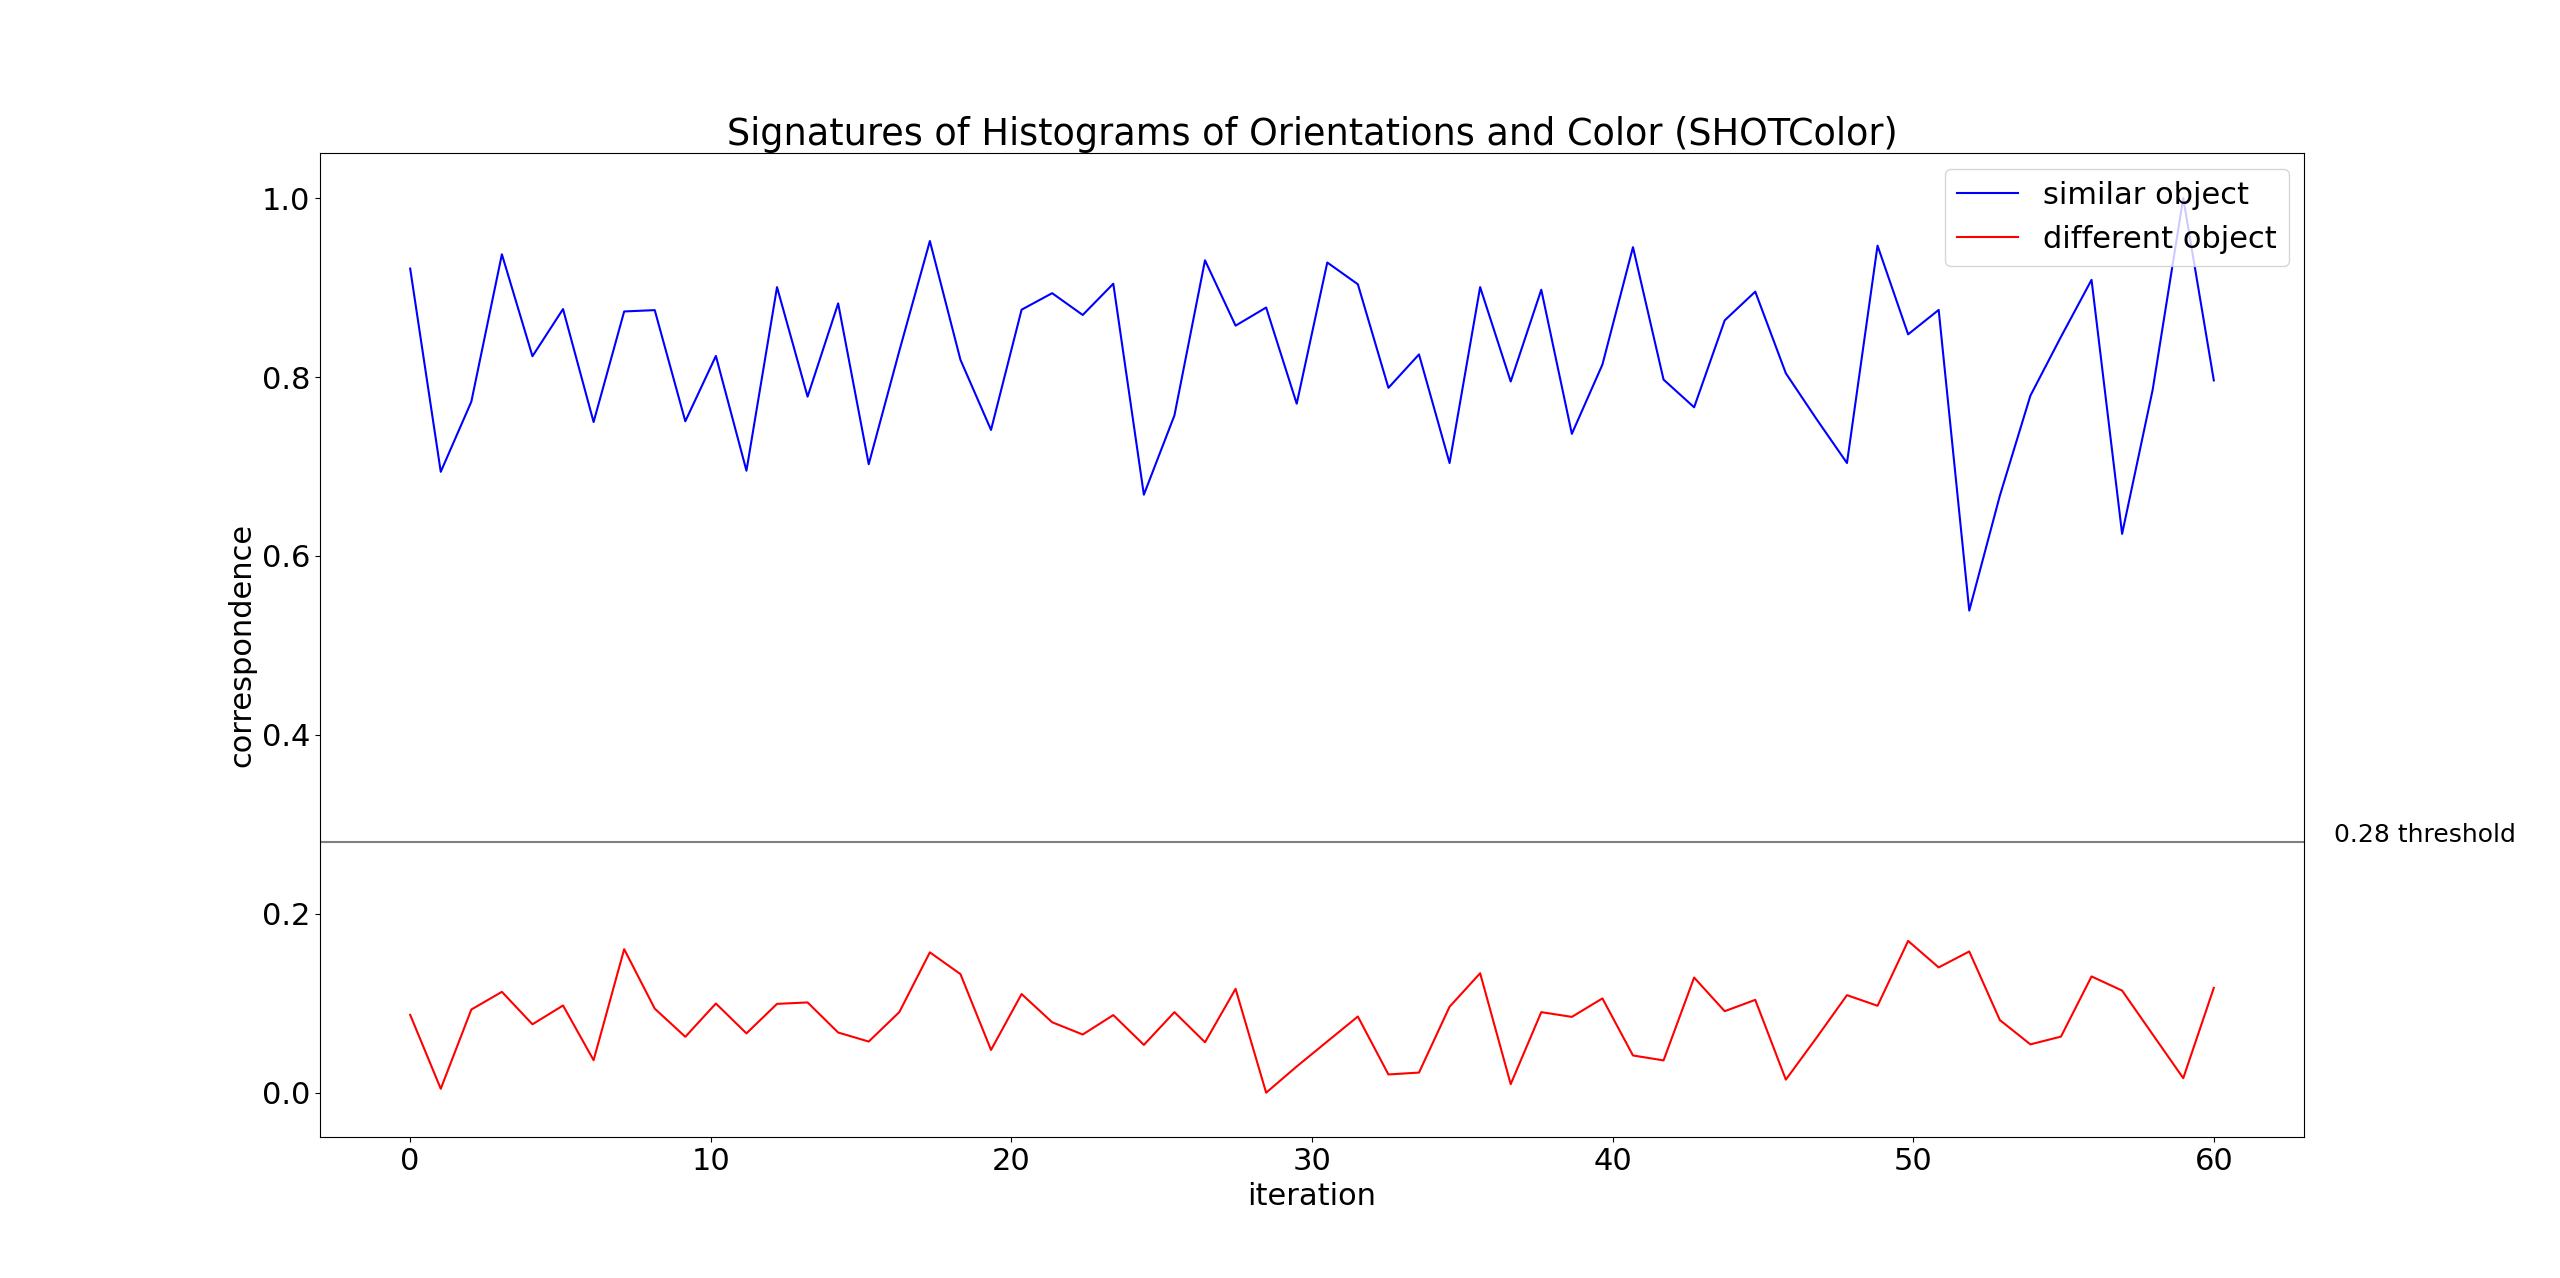 Signatures of Histograms of Orientations and Color (SHOTColor)
similar object
different object
1.0
0.8
0.6
0.4
0.2
0.0
correspondence
0.28 threshold
0 10 20 30 40 50 60
iteration